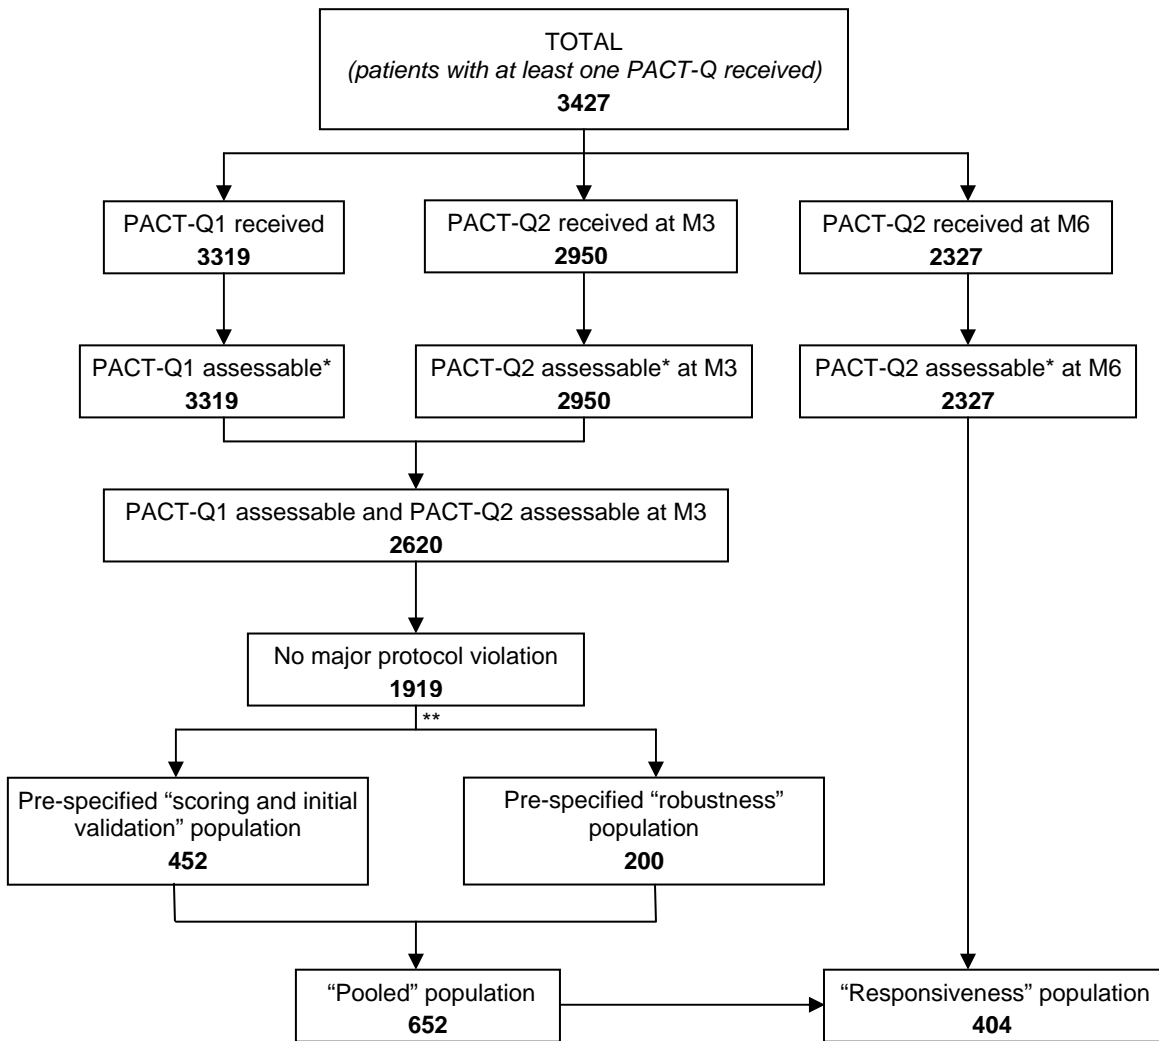 TOTAL
(patients with at least one PACT-Q received)
3427
PACT-Q1 received
3319
PACT-Q2 received at M3
2950
PACT-Q2 received at M6
2327
PACT-Q1 assessable*
3319
PACT-Q2 assessable* at M3
2950
PACT-Q2 assessable* at M6
2327
PACT-Q1 assessable and PACT-Q2 assessable at M3
2620
No major protocol violation
1919
**
Pre-specified “scoring and initial
validation” population
452
Pre-specified “robustness”
population
200
“Pooled” population
652
“Responsiveness” population
404